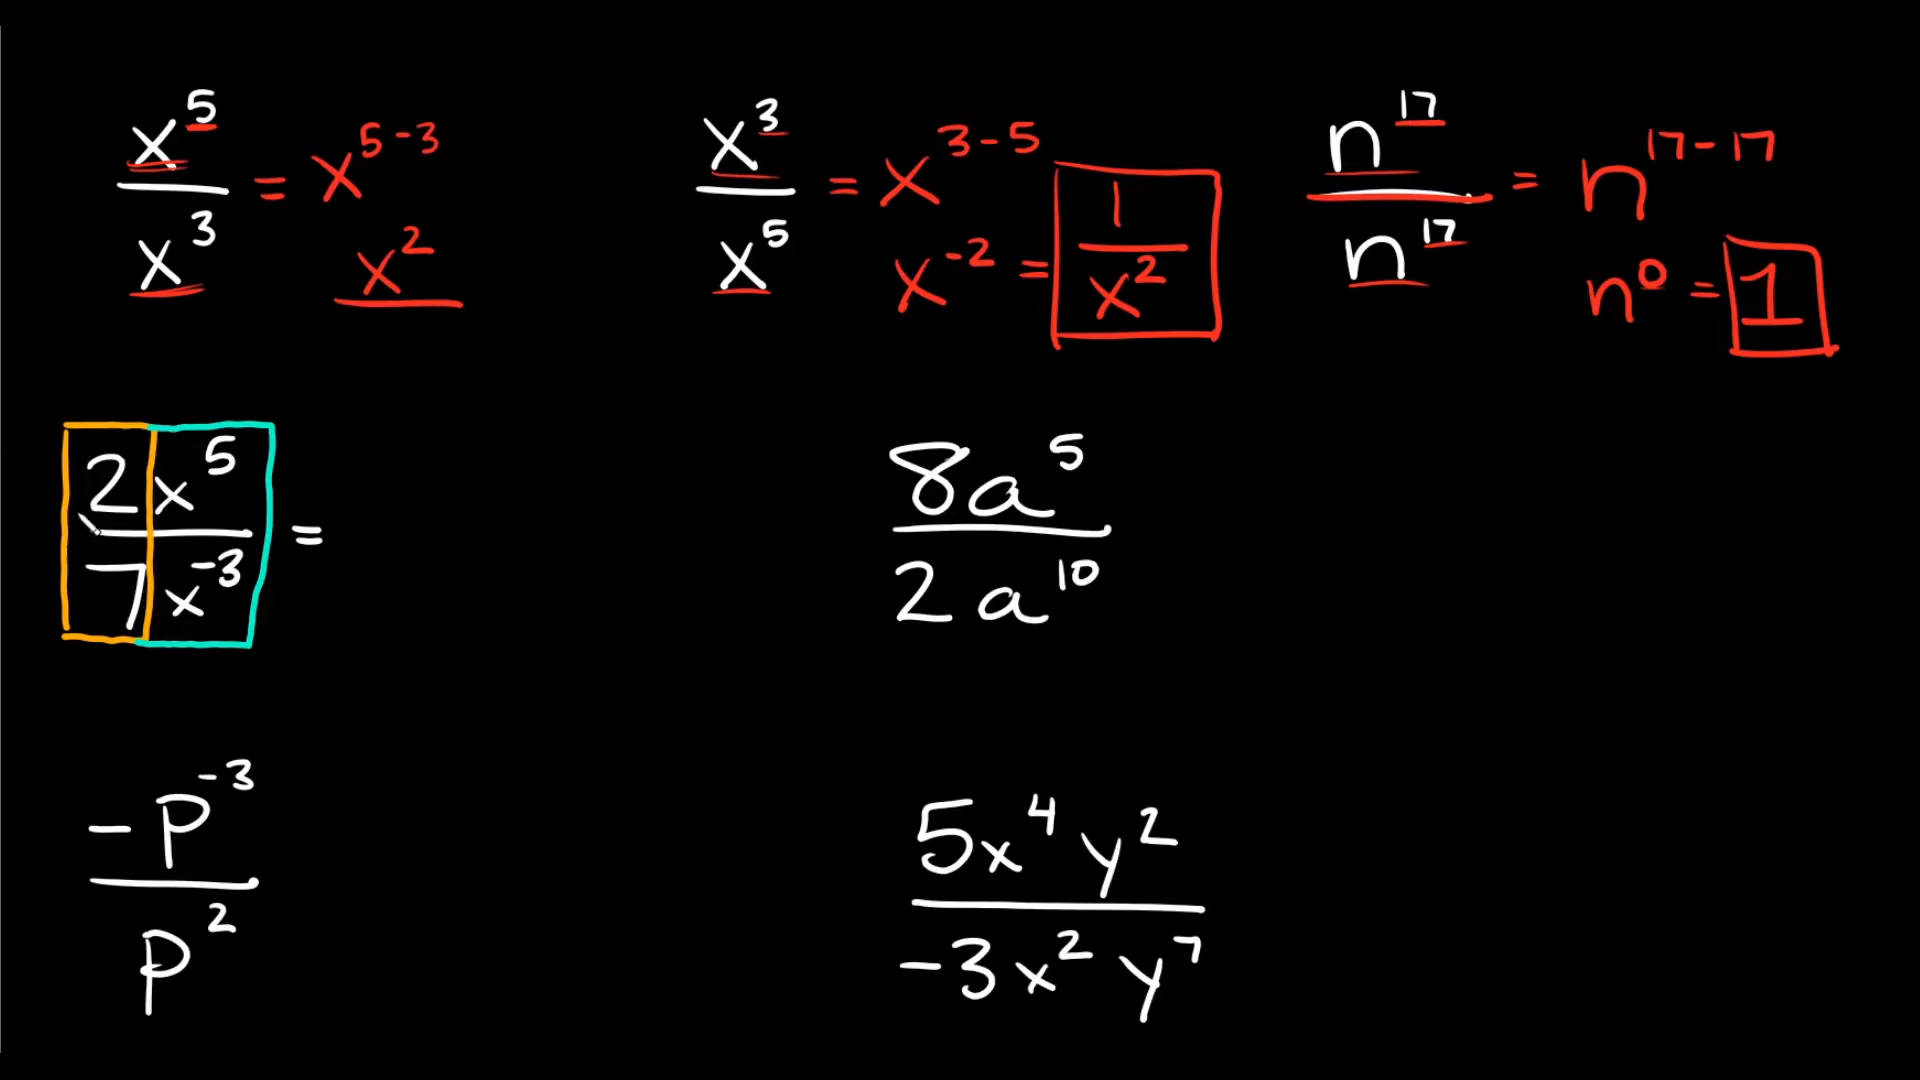 x^5/x^3 = x^(5-3)
x^2
x^3/x^5 = x^(3-5)
x^-2 = 1/x^2
n^17/n^17 = n^(17-17)
n^0 = 1
2x^5/7x^-3 =
8a^5/2a^10
-p^-3/p^2
5x^4y^2/-3x^2y^7